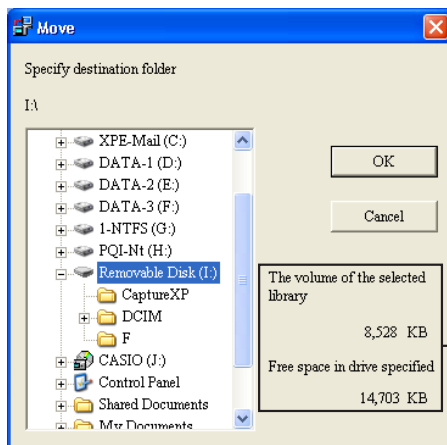 Move
Specify destination folder
I:\
XPE-Mail (C:)
DATA-1 (D:)
DATA-2 (E:)
DATA-3 (F:)
1-NTFS (G:)
PQI-Nt (H:)
Removable Disk (I:)
CaptureXP
DCIM
F
CASIO (J:)
Control Panel
Shared Documents
My Documents
OK
Cancel
The volume of the selected
library
8,528 KB
Free space in drive specified
14,703 KB